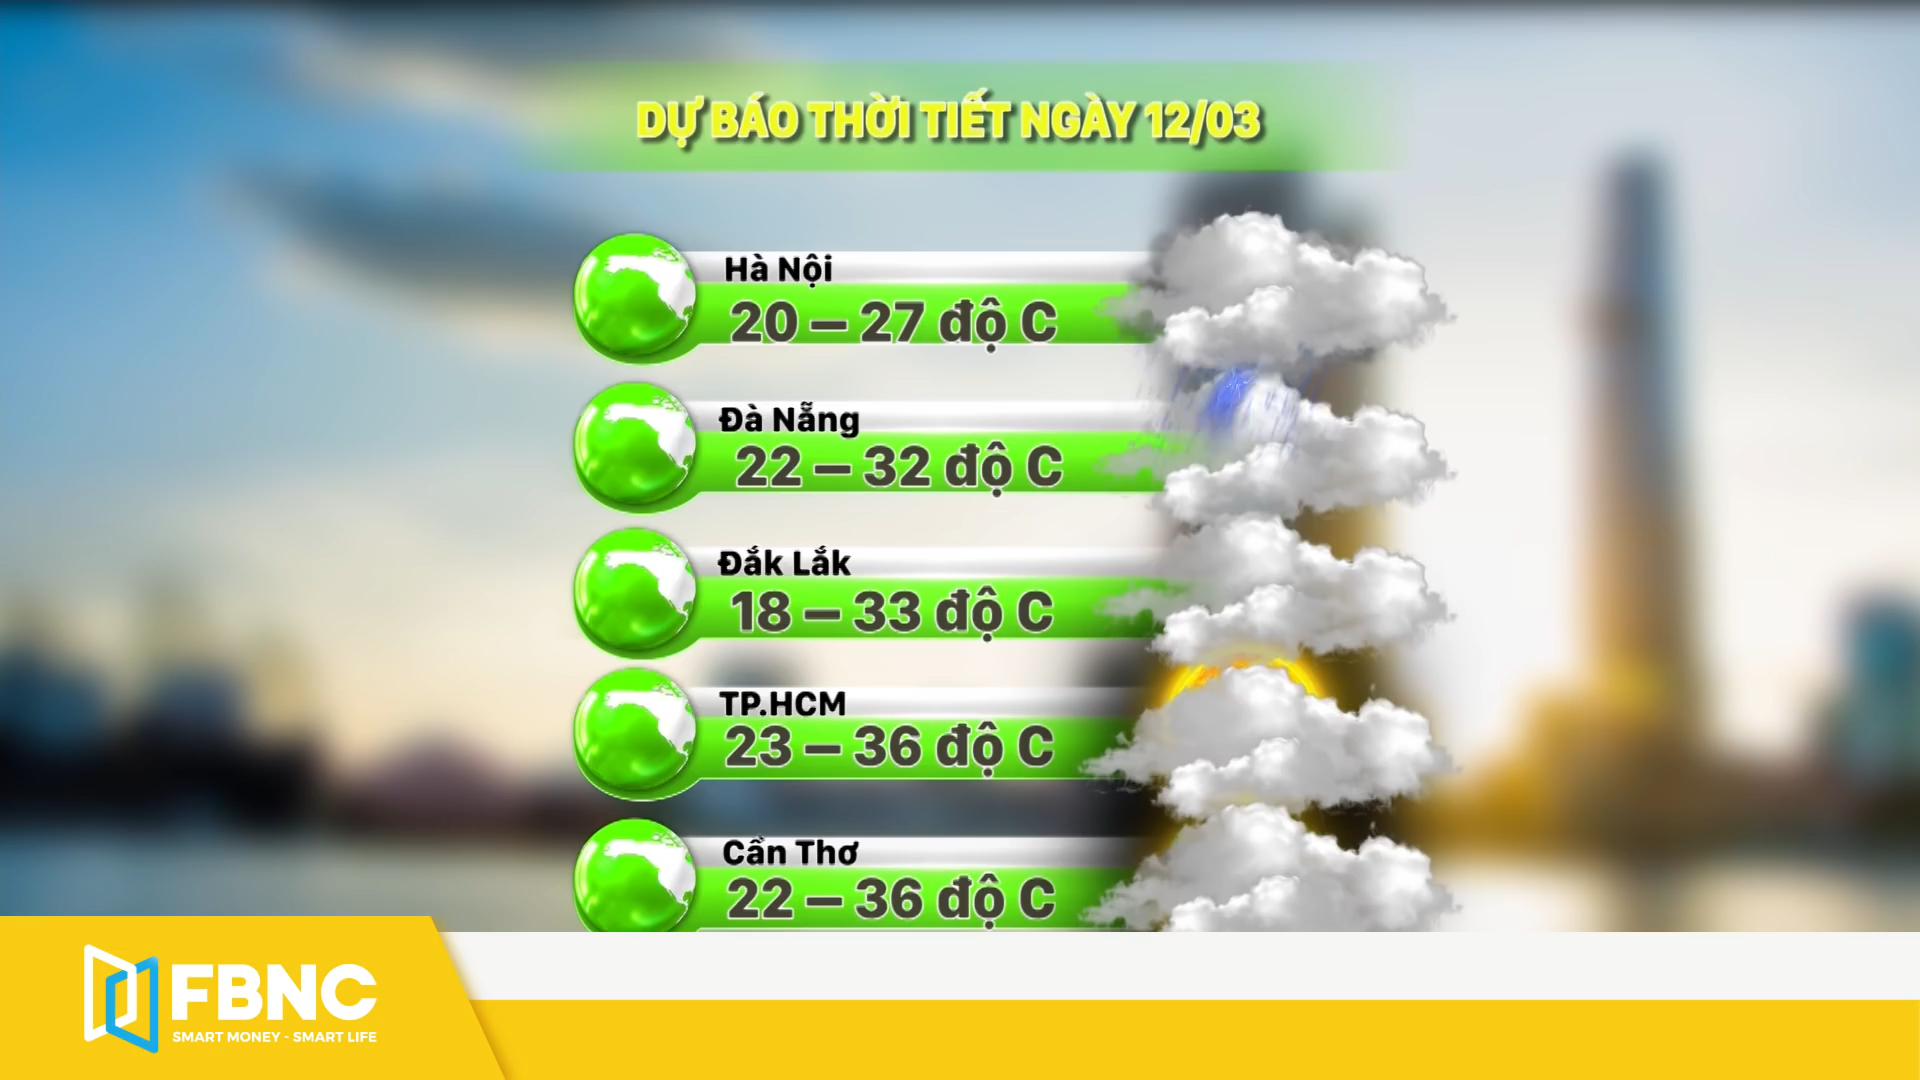 DỰ BÁO THỜI TIẾT NGÀY 12/03
Hà Nội
20 – 27 độ C
Đà Nẵng
22 – 32 độ C
Đắk Lắk
18 – 33 độ C
TP.HCM
23 – 36 độ C
Cần Thơ
22 – 36 độ C
FBNC
SMART MONEY - SMART LIFE